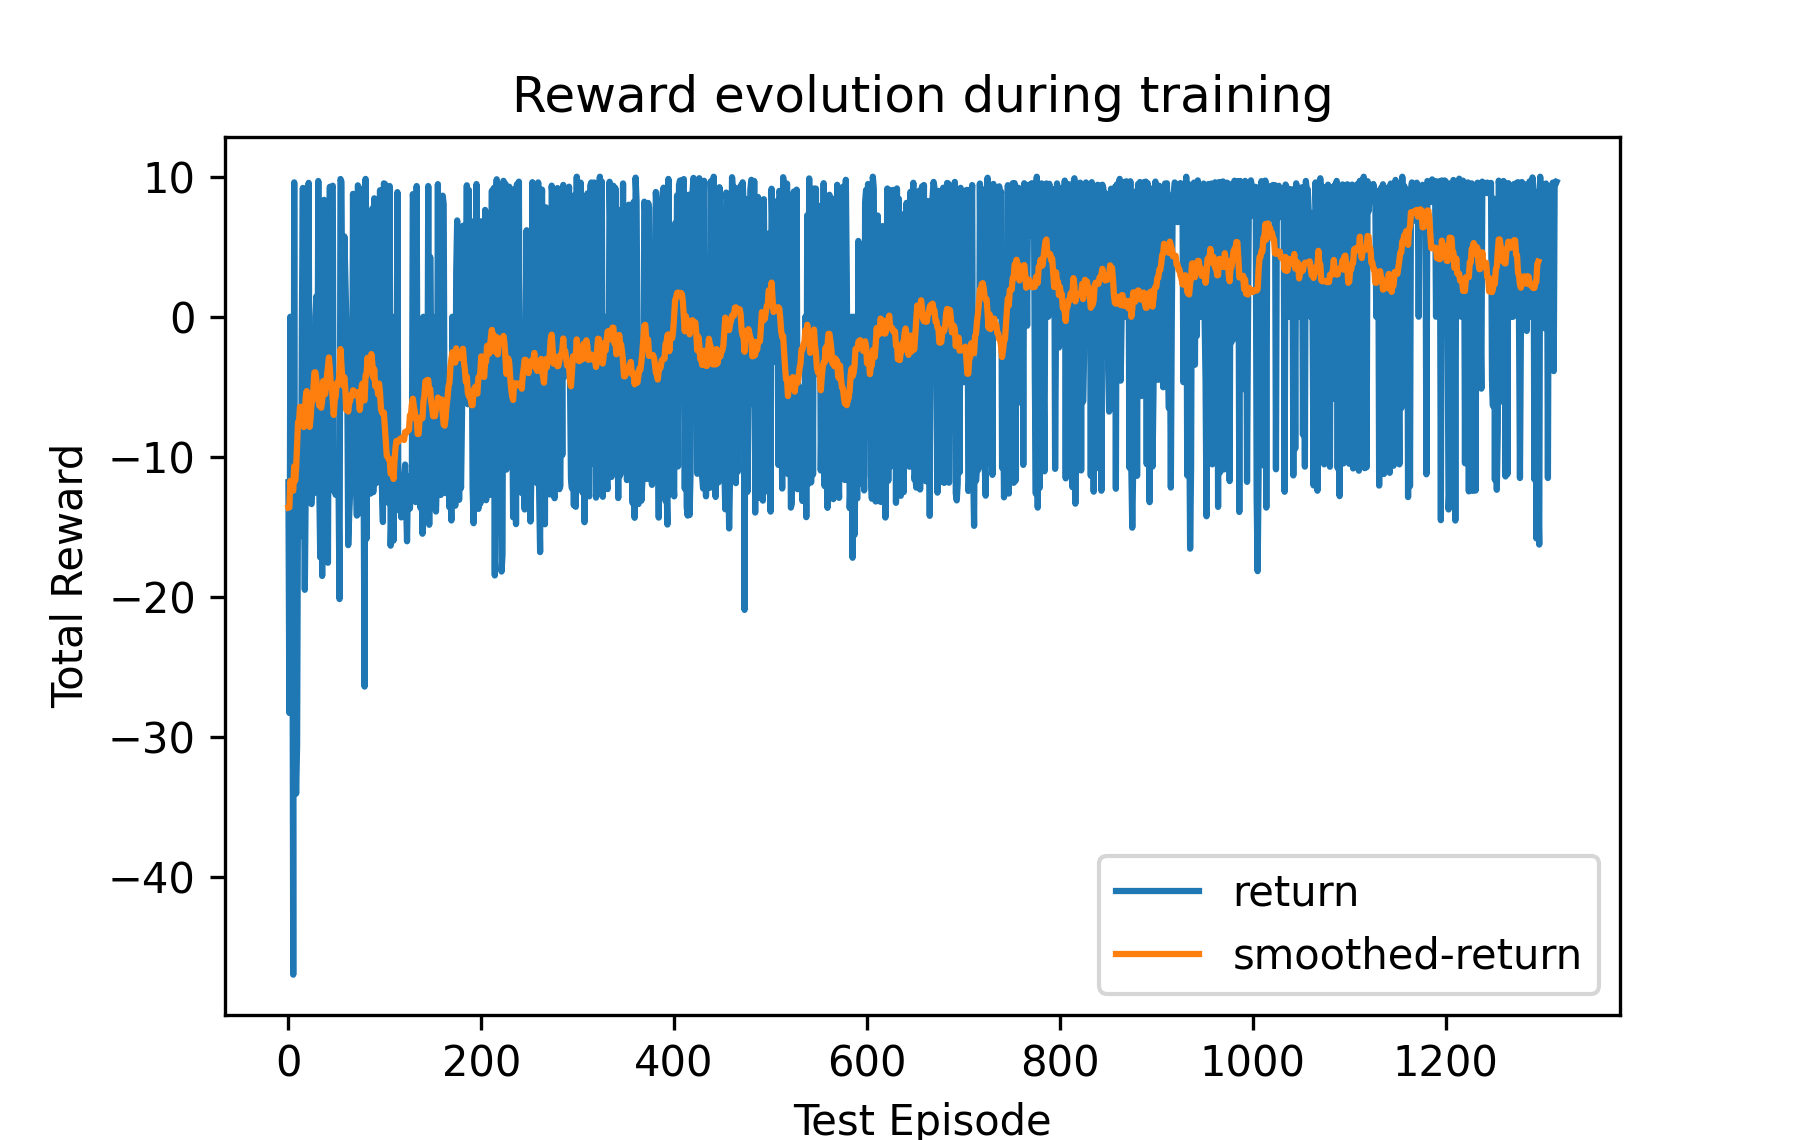 Reward evolution during training
Total Reward
10
0
−10
−20
−30
−40
0 200 400 600 800 1000 1200
Test Episode
return
smoothed-return